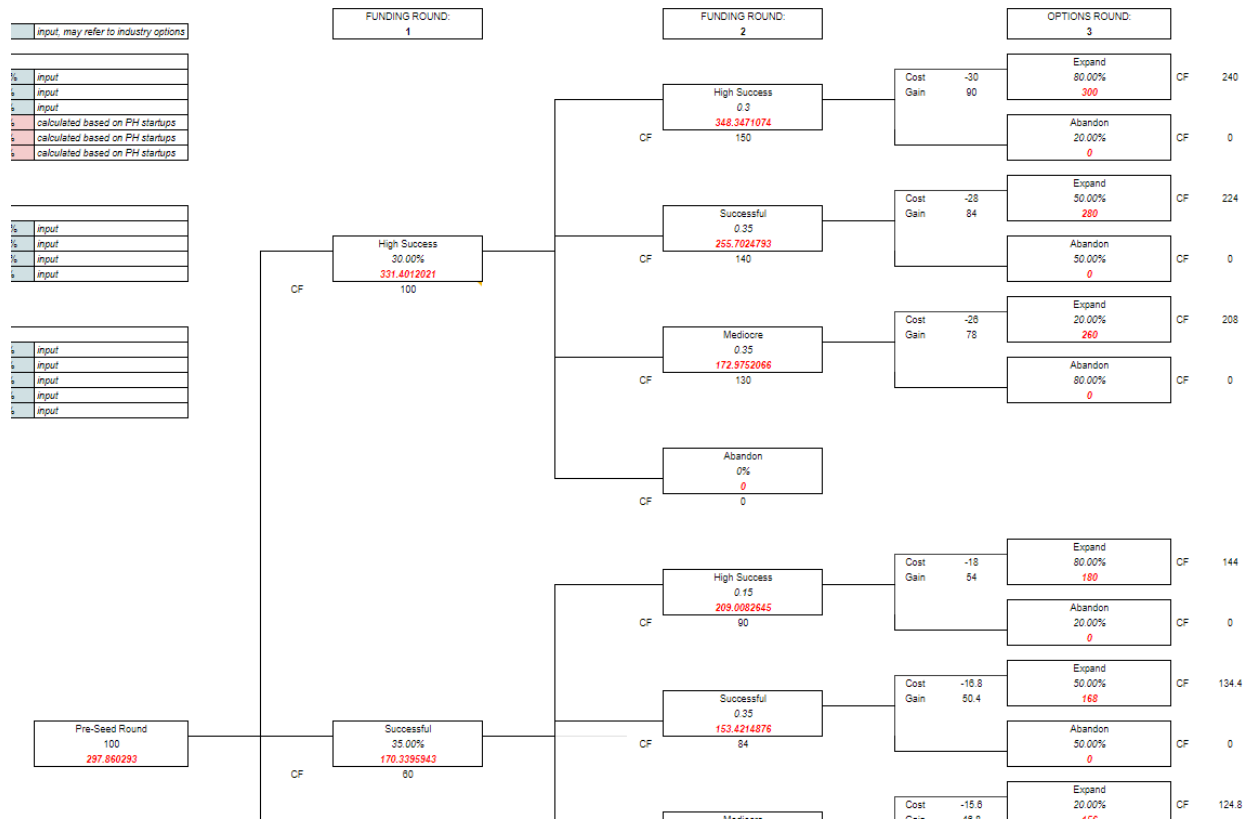 FUNDING ROUND:
1
FUNDING ROUND:
2
OPTIONS ROUND:
3
input, may refer to industry options
% input
input
input
calculated based on PH startups
calculated based on PH startups
calculated based on PH startups
% input
% input
% input
input
input
input
input
input
input
Pre-Seed Round
100
297.860293
High Success
30.00%
331.4012021
CF 100
High Success
0.3
348.3471074
CF 150
Cost -30
Gain 90
Expand
80.00%
300
CF 240
Abandon
20.00%
0
CF 0
Successful
0.35
255.7024793
CF 140
Cost -28
Gain 84
Expand
50.00%
280
CF 224
Abandon
50.00%
0
CF 0
Mediocre
0.35
172.9752066
CF 130
Cost -26
Gain 78
Expand
20.00%
260
CF 208
Abandon
80.00%
0
CF 0
Abandon
0%
0
CF 0
Successful
35.00%
170.3395943
CF 60
High Success
0.15
209.0082645
CF 90
Cost -18
Gain 54
Expand
80.00%
180
CF 144
Abandon
20.00%
0
CF 0
Successful
0.35
153.4214876
CF 84
Cost -16.8
Gain 50.4
Expand
50.00%
168
CF 134.4
Abandon
50.00%
0
CF 0
Cost -15.6
Expand
20.00%
CF 124.8